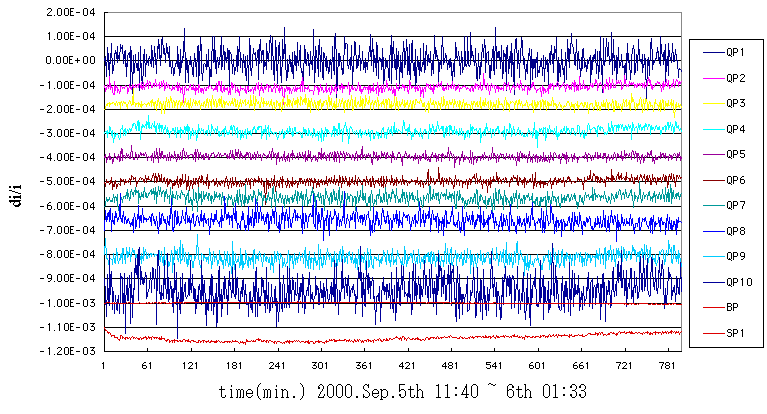 2.00E-04
1.00E-04
0.00E+00
-1.00E-04
-2.00E-04
-3.00E-04
-4.00E-04
-5.00E-04
-6.00E-04
-7.00E-04
-8.00E-04
-9.00E-04
-1.00E-03
-1.10E-03
-1.20E-03
di/i
1 61 121 181 241 301 361 421 481 541 601 661 721 781
time(min.) 2000.Sep.5th 11:40 ~ 6th 01:33
QP1
QP2
QP3
QP4
QP5
QP6
QP7
QP8
QP9
QP10
BP
SP1